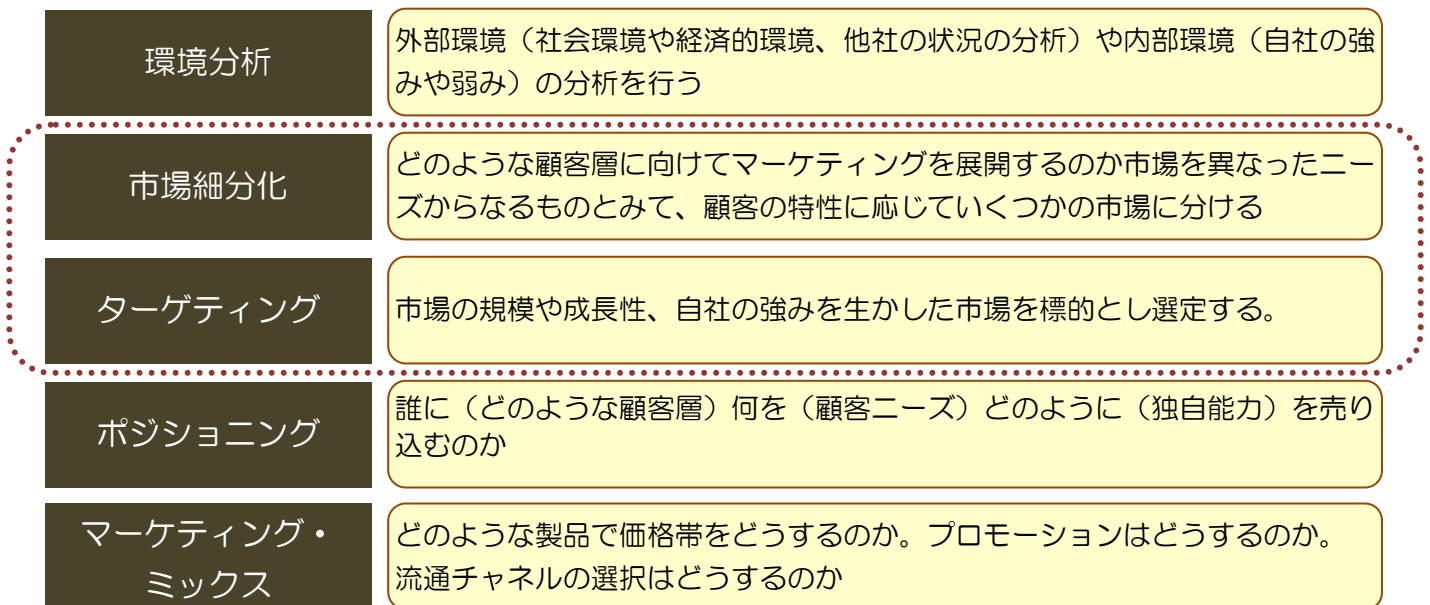 環境分析
外部環境（社会環境や経済的環境、他社の状況の分析）や内部環境（自社の強
みや弱み）の分析を行う
市場細分化
どのような顧客層に向けてマーケティングを展開するのか市場を異なったニー
ズからなるものとみて、顧客の特性に応じていくつかの市場に分ける
ターゲティング
市場の規模や成長性、自社の強みを生かした市場を標的とし選定する。
ポジショニング
誰に（どのような顧客層）何を（顧客ニーズ）どのように（独自能力）を売り
込むのか
マーケティング・
ミックス
どのような製品で価格帯をどうするのか。プロモーションはどうするのか。
流通チャネルの選択はどうするのか